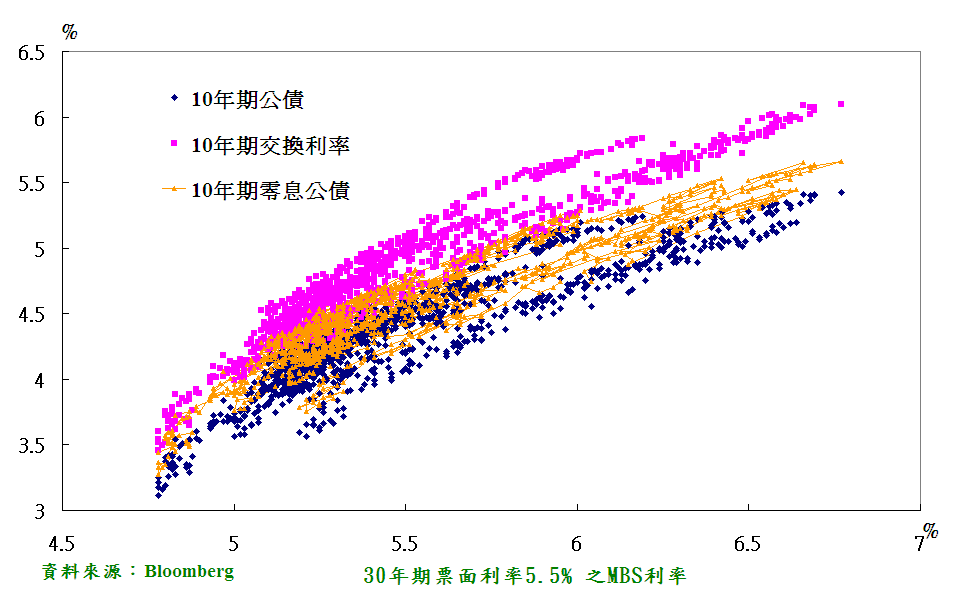 %
6.5
6
5.5
5
4.5
4
3.5
3
10年期公債
10年期交換利率
10年期零息公債
4.5 5 5.5 6 6.5 7
%
資料來源：Bloomberg
30年期票面利率5.5% 之MBS利率